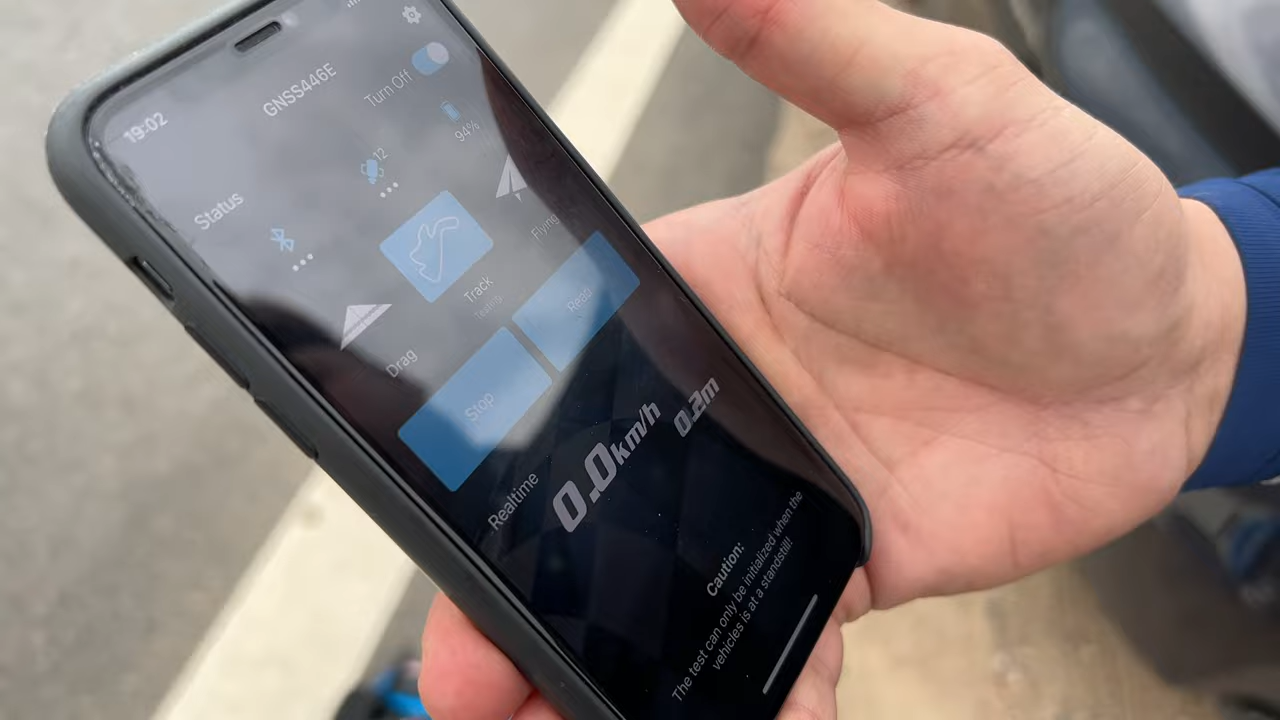 19:02
GNSS446E
Turn Off
Status
12
94%
Drag
Track
Testing
Flying
Stop
Read
Realtime
0.0km/h
0.2m
Caution:
The test can only be initialized when the
vehicles is at a standstill!